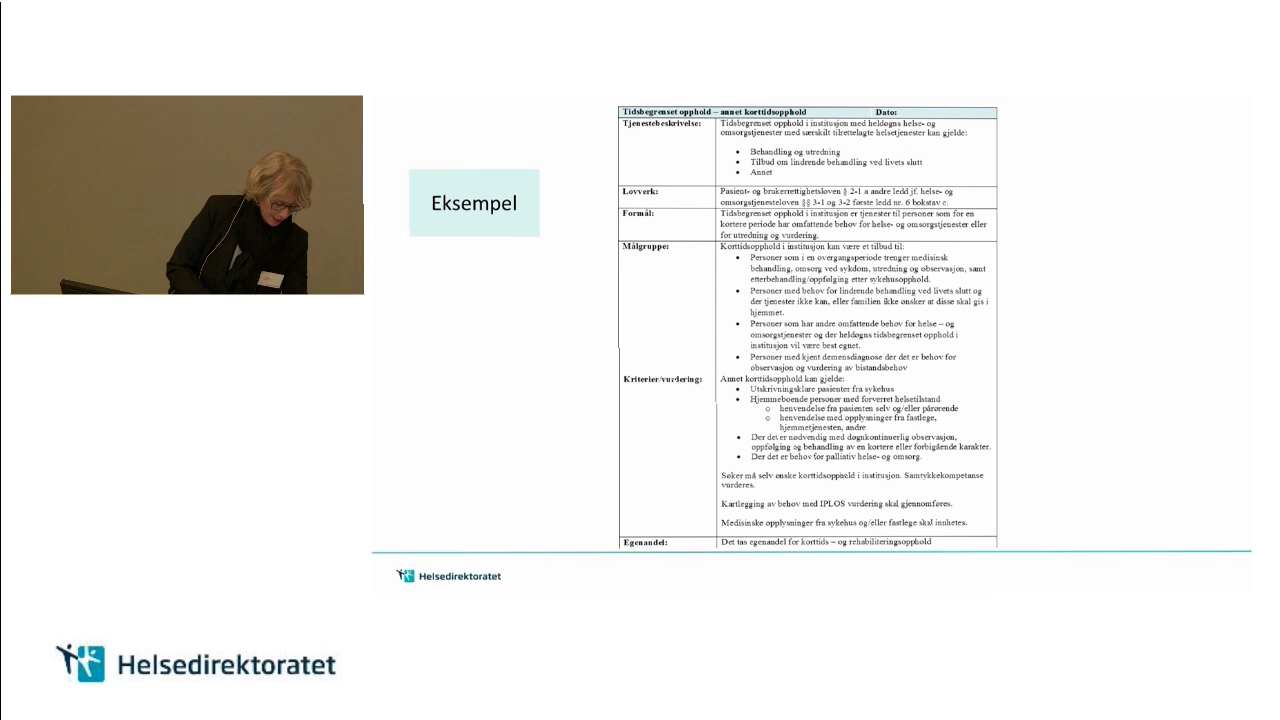 Eksempel
Tidsbegrenset opphold – annet korttidsopphold Dato:
Tjenestebeskrivelse: Tidsbegrenset opphold i institusjon med heldøgns helse- og
omsorgstjenester med særskilt tilrettelagte helsetjenester kan gjelde:
• Behandling og utredning
• Tilbud om lindrende behandling ved livets slutt
• Annet
Lovverk: Pasient- og brukerrettighetsloven § 2-1 a andre ledd jf. helse- og
omsorgstjenesteloven §§ 3-1 og 3-2 første ledd nr. 6 bokstav c.
Formål: Tidsbegrenset opphold i institusjon er tjenester til personer som for en
kortere periode har omfattende behov for helse- og omsorgstjenester eller
for utredning og vurdering.
Målgruppe: Korttidsopphold i institusjon kan være et tilbud til:
• Personer som i en overgangsperiode trenger medisinsk
behandling, omsorg ved sykdom, utredning og observasjon, samt
etterbehandling/oppfølging etter sykehusopphold.
• Personer med behov for lindrende behandling ved livets slutt og
der tjenester ikke kan, eller familien ikke ønsker at disse skal gis i
hjemmet.
• Personer som har andre omfattende behov for helse – og
omsorgstjenester og der heldøgns tidsbegrenset opphold i
institusjon vil være best egnet.
• Personer med kjent demensdiagnose der det er behov for
observasjon og vurdering av bistandsbehov
Kriterier/vurdering: Annet korttidsopphold kan gjelde:
• Utskrivningsklare pasienter fra sykehus
• Hjemmeboende personer med forverret helsetilstand
o henvendelse fra pasienten selv og/eller pårørende
o henvendelse med opplysninger fra fastlege,
hjemmetjenesten, andre
• Der det er nødvendig med døgnkontinuerlig observasjon,
oppfølging og behandling av en kortere eller forbigående karakter.
• Der det er behov for palliativ helse- og omsorg.
Søker må selv ønske korttidsopphold i institusjon. Samtykkekompetanse
vurderes.
Kartlegging av behov med IPLOS vurdering skal gjennomføres.
Medisinske opplysninger fra sykehus og/eller fastlege skal innhetes.
Egenandel: Det tas egenandel for korttids – og rehabiliteringsopphold
Helsedirektoratet
Helsedirektoratet